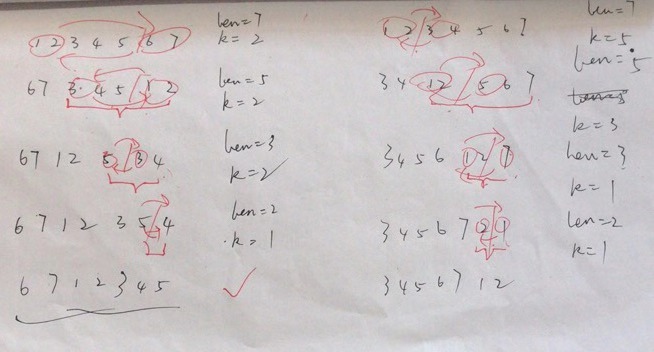 1 2 3 4 5 6 7
len=7
k=2
6 7 3 4 5 1 2
len=5
k=2
6 7 1 2 5 3 4
len=3
k=2
6 7 1 2 3 5 4
len=2
k=1
6 7 1 2 3 4 5
1 2 3 4 5 6 7
len=7
k=5
3 4 1 2 5 6 7
len=5
k=3
3 4 5 6 1 2 7
len=3
k=1
3 4 5 6 7 2 1
len=2
k=1
3 4 5 6 7 1 2